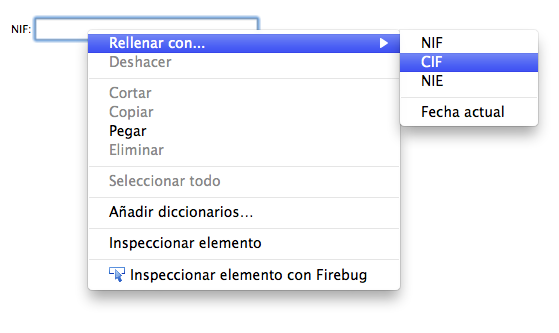 NIF:
Rellenar con...
Deshacer
Cortar
Copiar
Pegar
Eliminar
Seleccionar todo
Añadir diccionarios...
Inspeccionar elemento
Inspeccionar elemento con Firebug
NIF
CIF
NIE
Fecha actual